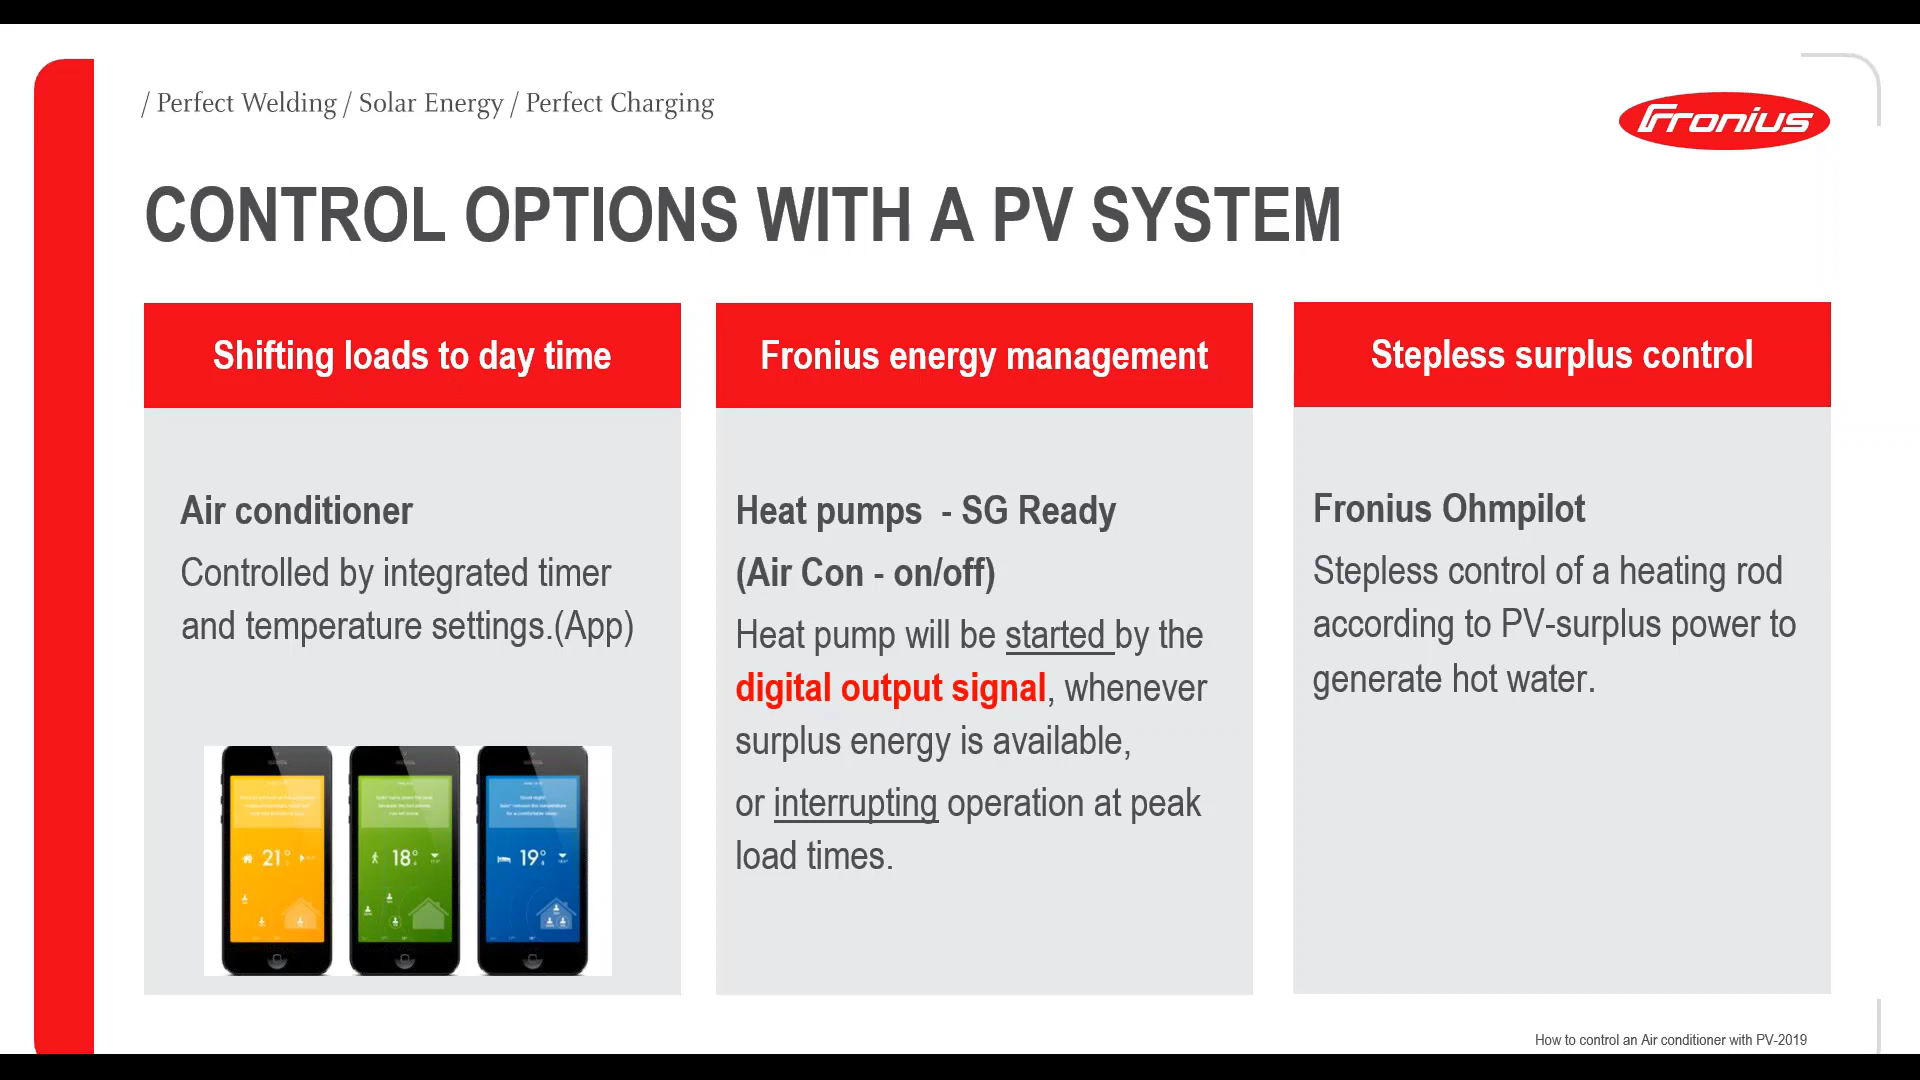 / Perfect Welding / Solar Energy / Perfect Charging
Fronius
CONTROL OPTIONS WITH A PV SYSTEM
Shifting loads to day time
Air conditioner
Controlled by integrated timer
and temperature settings.(App)
21°
18°
19°
Fronius energy management
Heat pumps  - SG Ready
(Air Con - on/off)
Heat pump will be started by the
digital output signal, whenever
surplus energy is available,
or interrupting operation at peak
load times.
Stepless surplus control
Fronius Ohmpilot
Stepless control of a heating rod
according to PV-surplus power to
generate hot water.
How to control an Air conditioner with PV-2019